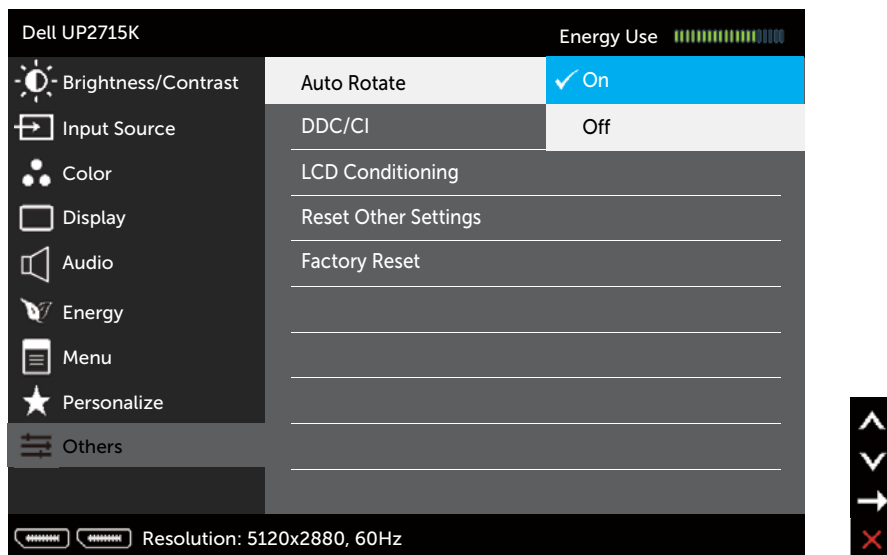 Dell UP2715K Energy Use
Brightness/Contrast Auto Rotate On
Input Source DDC/CI Off
Color LCD Conditioning
Display Reset Other Settings
Audio Factory Reset
Energy
Menu
Personalize
Others
Resolution: 5120x2880, 60Hz